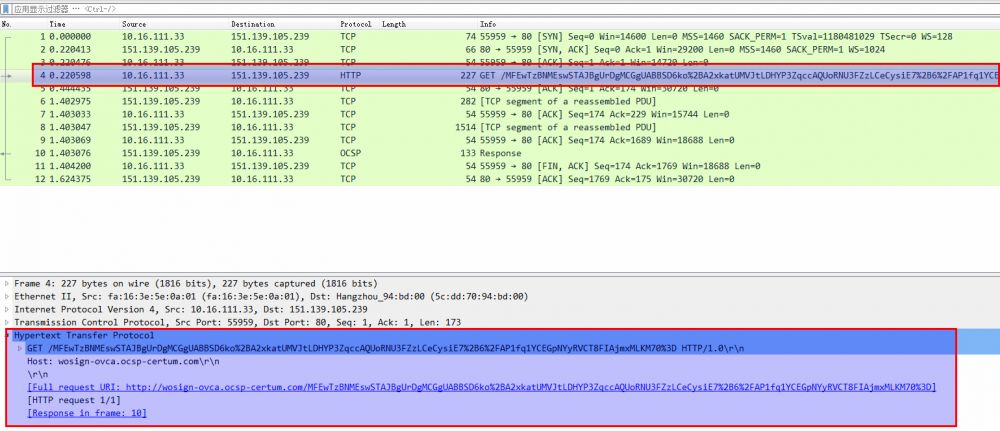 应用显示过滤器 … <Ctrl-/>
No. Time Source Destination Protocol Length Info
1 0.000000 10.16.111.33 151.139.105.239 TCP 74 55959 → 80 [SYN] Seq=0 Win=14600 Len=0 MSS=1460 SACK_PERM=1 TSval=1180481029 TSecr=0 WS=128
2 0.220413 151.139.105.239 10.16.111.33 TCP 66 80 → 55959 [SYN, ACK] Seq=0 Ack=1 Win=29200 Len=0 MSS=1460 SACK_PERM=1 WS=1024
3 0.220476 10.16.111.33 151.139.105.239 TCP 54 55959 → 80 [ACK] Seq=1 Ack=1 Win=14720 Len=0
4 0.220598 10.16.111.33 151.139.105.239 HTTP 227 GET /MFEwTzBNMEswSTAJBgUrDgMCGgUABBSD6ko%2BA2xkatUMVJtLDHYP3ZqccAQUoRNU3FZzLCeCysiE7%2B6%2FAP1fq1YCE
5 0.444435 151.139.105.239 10.16.111.33 TCP 54 80 → 55959 [ACK] Seq=1 Ack=174 Win=30720 Len=0
6 1.402975 151.139.105.239 10.16.111.33 TCP 282 [TCP segment of a reassembled PDU]
7 1.403033 10.16.111.33 151.139.105.239 TCP 54 55959 → 80 [ACK] Seq=174 Ack=229 Win=15744 Len=0
8 1.403047 151.139.105.239 10.16.111.33 TCP 1514 [TCP segment of a reassembled PDU]
9 1.403069 10.16.111.33 151.139.105.239 TCP 54 55959 → 80 [ACK] Seq=174 Ack=1689 Win=18688 Len=0
10 1.403076 151.139.105.239 10.16.111.33 OCSP 133 Response
11 1.404200 10.16.111.33 151.139.105.239 TCP 54 55959 → 80 [FIN, ACK] Seq=174 Ack=1769 Win=18688 Len=0
12 1.624375 151.139.105.239 10.16.111.33 TCP 54 80 → 55959 [ACK] Seq=1769 Ack=175 Win=30720 Len=0
Frame 4: 227 bytes on wire (1816 bits), 227 bytes captured (1816 bits)
Ethernet II, Src: fa:16:3e:5e:0a:01 (fa:16:3e:5e:0a:01), Dst: Hangzhou_94:bd:00 (5c:dd:70:94:bd:00)
Internet Protocol Version 4, Src: 10.16.111.33, Dst: 151.139.105.239
Transmission Control Protocol, Src Port: 55959, Dst Port: 80, Seq: 1, Ack: 1, Len: 173
Hypertext Transfer Protocol
GET /MFEwTzBNMEswSTAJBgUrDgMCGgUABBSD6ko%2BA2xkatUMVJtLDHYP3ZqccAQUoRNU3FZzLCeCysiE7%2B6%2FAP1fq1YCEGpNYyRVCT8FIAjmxMLKM70%3D HTTP/1.0\r\n
Host: wosign-ovca.ocsp-certum.com\r\n
\r\n
[Full request URI: http://wosign-ovca.ocsp-certum.com/MFEwTzBNMEswSTAJBgUrDgMCGgUABBSD6ko%2BA2xkatUMVJtLDHYP3ZqccAQUoRNU3FZzLCeCysiE7%2B6%2FAP1fq1YCEGpNYyRVCT8FIAjmxMLKM70%3D]
[HTTP request 1/1]
[Response in frame: 10]